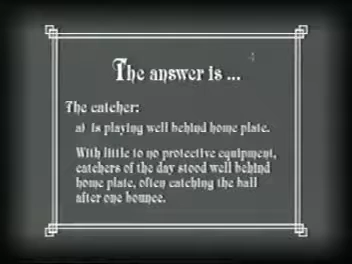 The answer is ...
The catcher:
a) is playing well behind home plate.
With little to no protective equipment,
catchers of the day stood well behind
home plate, often catching the ball
after one bounce.